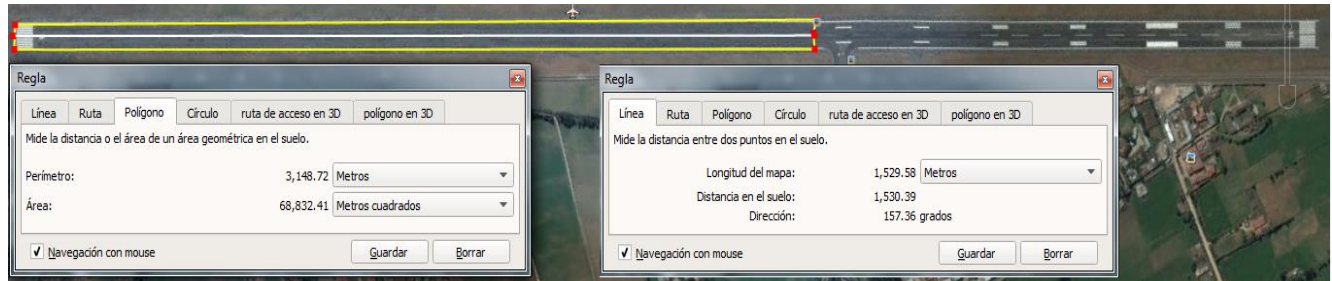 Regla
Línea Ruta Polígono Círculo ruta de acceso en 3D polígono en 3D
Mide la distancia o el área de un área geométrica en el suelo.
Perímetro: 3,148.72 Metros
Área: 68,832.41 Metros cuadrados
Navegación con mouse Guardar Borrar
Regla
Línea Ruta Polígono Círculo ruta de acceso en 3D polígono en 3D
Mide la distancia entre dos puntos en el suelo.
Longitud del mapa: 1,529.58 Metros
Distancia en el suelo: 1,530.39
Dirección: 157.36 grados
Navegación con mouse Guardar Borrar